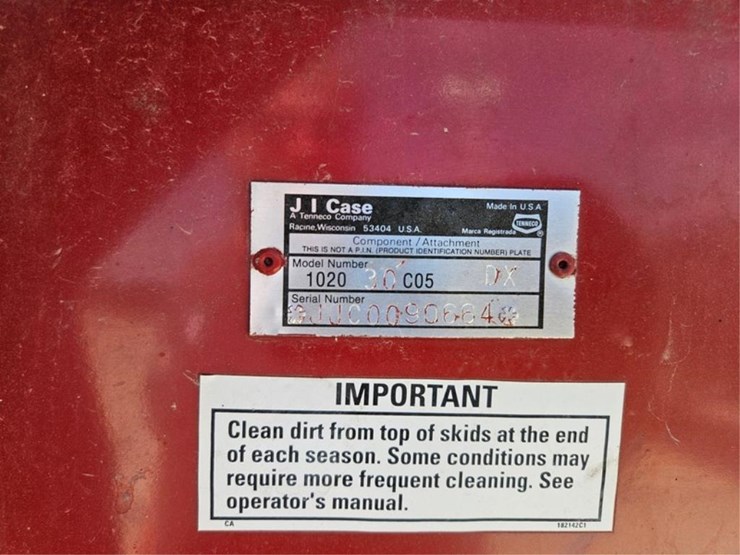 J I Case
Made In U.S.A.
A Tenneco Company
TENNECO
Racine, Wisconsin 53404 U.S.A.
Marca Registrada
Component / Attachment
THIS IS NOT A P.I.N. (PRODUCT IDENTIFICATION NUMBER) PLATE
Model Number
1020 30' C05 DX
Serial Number
JJC0090664
IMPORTANT
Clean dirt from top of skids at the end
of each season. Some conditions may
require more frequent cleaning. See
operator's manual.
CA
182142C1